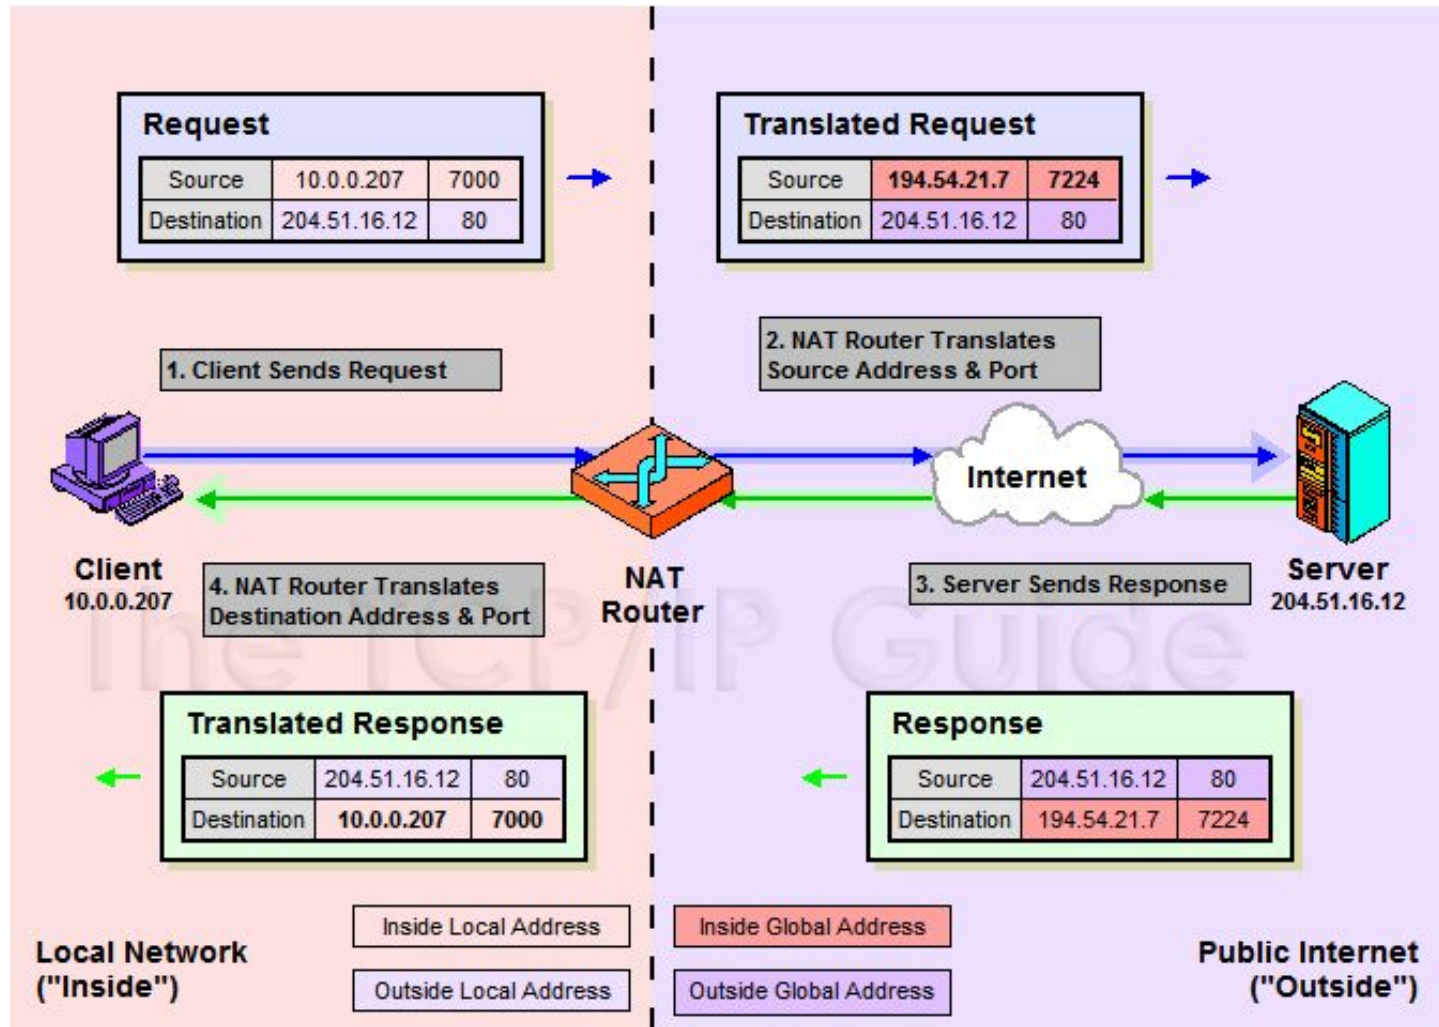 Request
Source 10.0.0.207 7000
Destination 204.51.16.12 80
Translated Request
Source 194.54.21.7 7224
Destination 204.51.16.12 80
1. Client Sends Request
2. NAT Router Translates
Source Address & Port
Internet
Client
10.0.0.207
4. NAT Router Translates
Destination Address & Port
NAT
Router
3. Server Sends Response
Server
204.51.16.12
The TCP/IP Guide
Translated Response
Source 204.51.16.12 80
Destination 10.0.0.207 7000
Response
Source 204.51.16.12 80
Destination 194.54.21.7 7224
Local Network
("Inside")
Inside Local Address
Outside Local Address
Inside Global Address
Outside Global Address
Public Internet
("Outside")